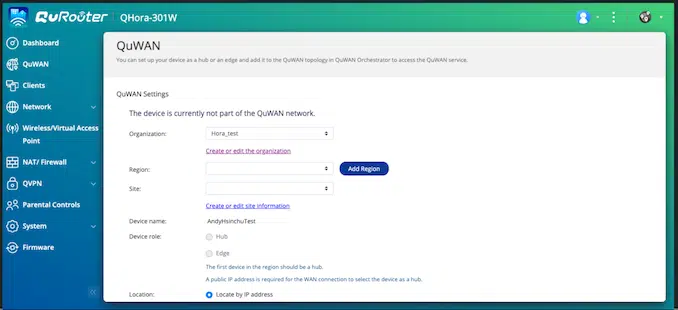 QuRouter QHora-301W
Dashboard
QuWAN
Clients
Network
Wireless/Virtual Access
Point
NAT/ Firewall
QVPN
Parental Controls
System
Firmware
QuWAN
You can set up your device as a hub or an edge and add it to the QuWAN topology in QuWAN Orchestrator to access the QuWAN service.
QuWAN Settings
The device is currently not part of the QuWAN network.
Organization: Hora_test
Create or edit the organization
Region: Add Region
Site:
Create or edit site information
Device name: AndyHsinchuTest
Device role: Hub
Edge
The first device in the region should be a hub.
A public IP address is required for the WAN connection to select the device as a hub.
Location: Locate by IP address